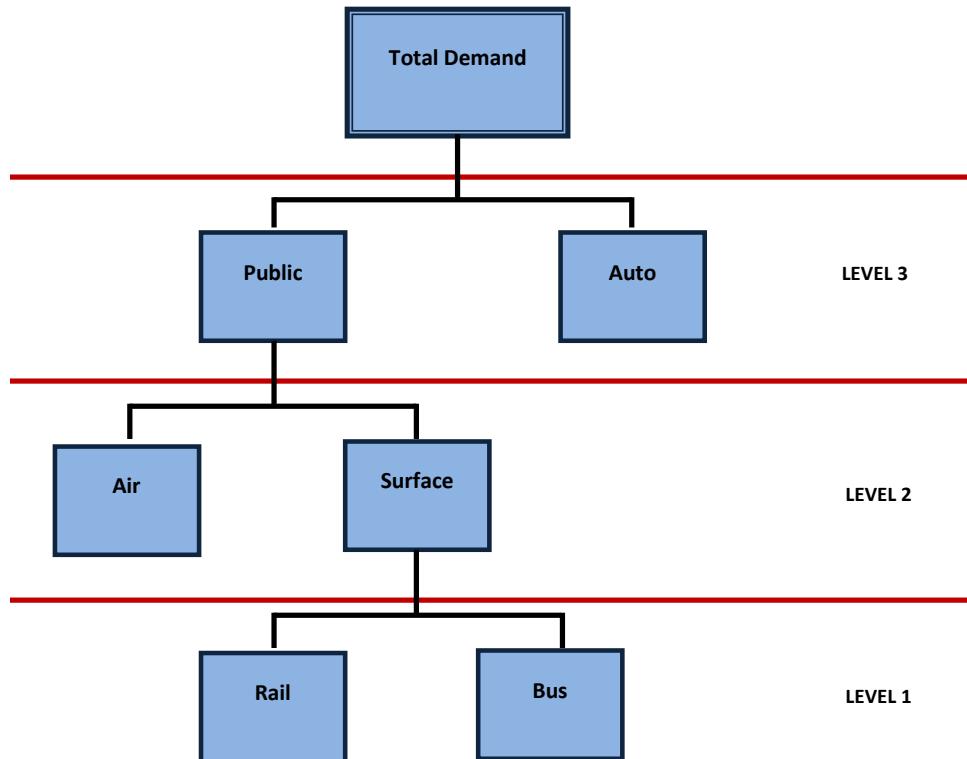 Total Demand
Public
Auto
LEVEL 3
Air
Surface
LEVEL 2
Rail
Bus
LEVEL 1